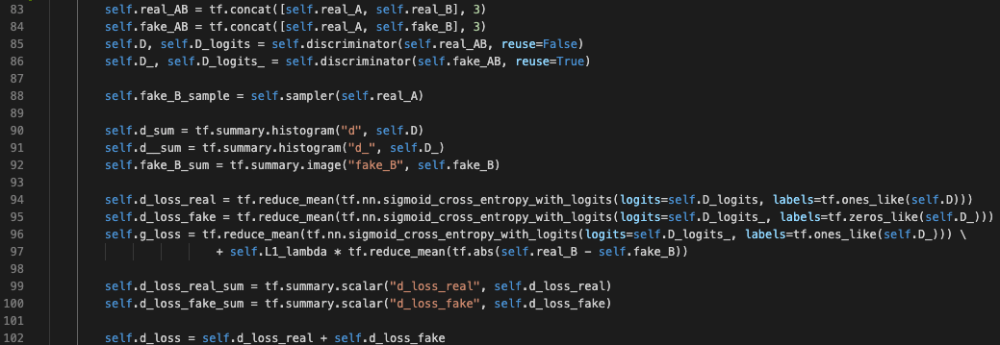 83 self.real_AB = tf.concat([self.real_A, self.real_B], 3)
84 self.fake_AB = tf.concat([self.real_A, self.fake_B], 3)
85 self.D, self.D_logits = self.discriminator(self.real_AB, reuse=False)
86 self.D_, self.D_logits_ = self.discriminator(self.fake_AB, reuse=True)
87
88 self.fake_B_sample = self.sampler(self.real_A)
89
90 self.d_sum = tf.summary.histogram("d", self.D)
91 self.d__sum = tf.summary.histogram("d_", self.D_)
92 self.fake_B_sum = tf.summary.image("fake_B", self.fake_B)
93
94 self.d_loss_real = tf.reduce_mean(tf.nn.sigmoid_cross_entropy_with_logits(logits=self.D_logits, labels=tf.ones_like(self.D)))
95 self.d_loss_fake = tf.reduce_mean(tf.nn.sigmoid_cross_entropy_with_logits(logits=self.D_logits_, labels=tf.zeros_like(self.D_)))
96 self.g_loss = tf.reduce_mean(tf.nn.sigmoid_cross_entropy_with_logits(logits=self.D_logits_, labels=tf.ones_like(self.D_))) \
97 + self.L1_lambda * tf.reduce_mean(tf.abs(self.real_B - self.fake_B))
98
99 self.d_loss_real_sum = tf.summary.scalar("d_loss_real", self.d_loss_real)
100 self.d_loss_fake_sum = tf.summary.scalar("d_loss_fake", self.d_loss_fake)
101
102 self.d_loss = self.d_loss_real + self.d_loss_fake